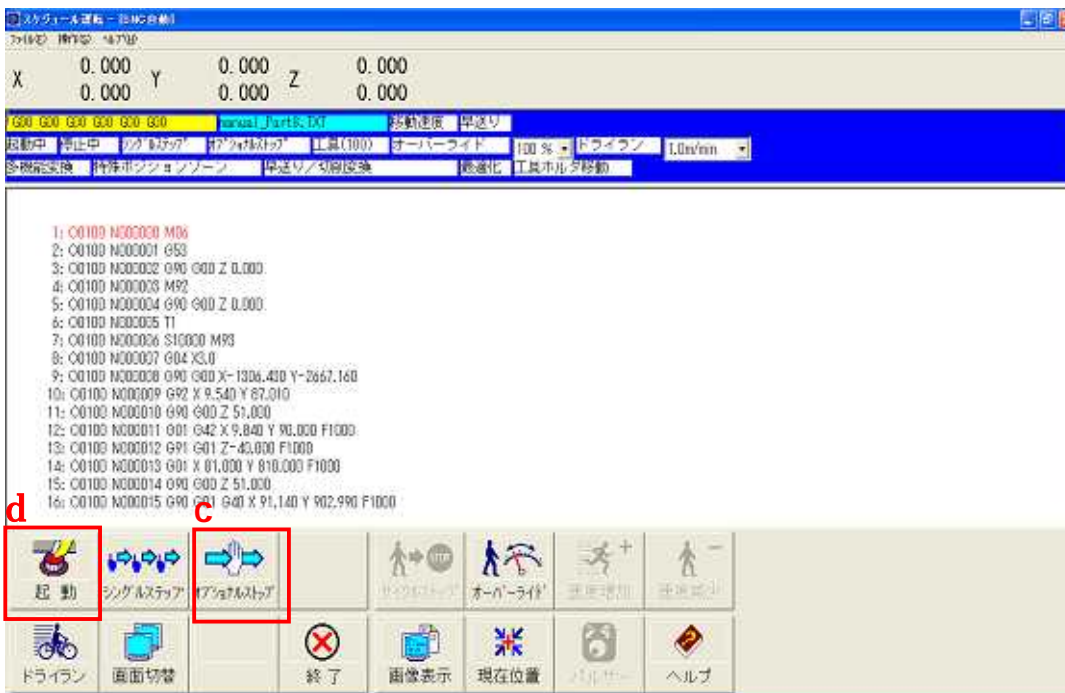 スケジュール運転 - [SNC自動]
ファイル(F) 操作(S) ヘルプ(H)
X 0.000 Y 0.000 Z 0.000
0.000 0.000 0.000
G00 G00 G00 G00 G00 G00 manual_PartB.TXT 移動速度 早送り
起動中 停止中 シングルステップ オプショナルストップ 工具(100) オーバーライド 100 % ドライラン 1.0m/min
多機能変換 特殊ポジションゾーン 早送り/切削変換 最適化 工具ホルダ移動
1: O0100 N000000 M06
2: O0100 N000001 G53
3: O0100 N000002 G90 G00 Z 0.000
4: O0100 N000003 M92
5: O0100 N000004 G90 G00 Z 0.000
6: O0100 N000005 T1
7: O0100 N000006 S10000 M93
8: O0100 N000007 G04 X3.0
9: O0100 N000008 G90 G00 X-1306.430 Y-2667.160
10: O0100 N000009 G92 X 9.540 Y 87.010
11: O0100 N000010 G90 G00 Z 51.000
12: O0100 N000011 G01 G42 X 9.840 Y 90.000 F1000
13: O0100 N000012 G91 G01 Z-40.000 F1000
14: O0100 N000013 G01 X 81.000 Y 810.000 F1000
15: O0100 N000014 G90 G00 Z 51.000
16: O0100 N000015 G90 G01 G40 X 91.140 Y 902.990 F1000
d c
起動 シングルステップ オプショナルストップ サイクルストップ オーバーライド 速度増加 速度減少
ドライラン 画面切替 終了 画像表示 現在位置 パルサー ヘルプ